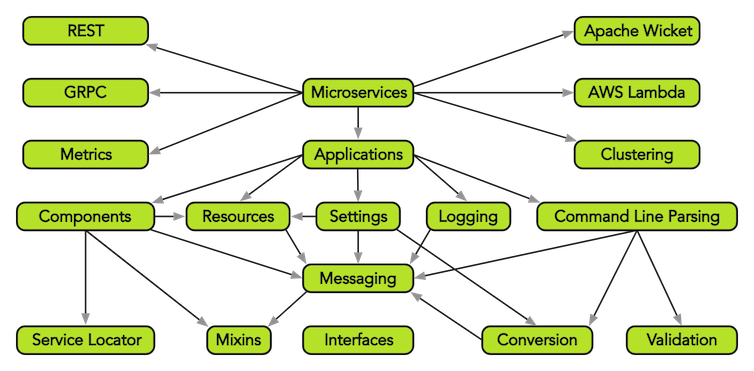 REST
Apache Wicket
GRPC
Microservices
AWS Lambda
Metrics
Applications
Clustering
Components
Resources
Settings
Logging
Command Line Parsing
Messaging
Service Locator
Mixins
Interfaces
Conversion
Validation